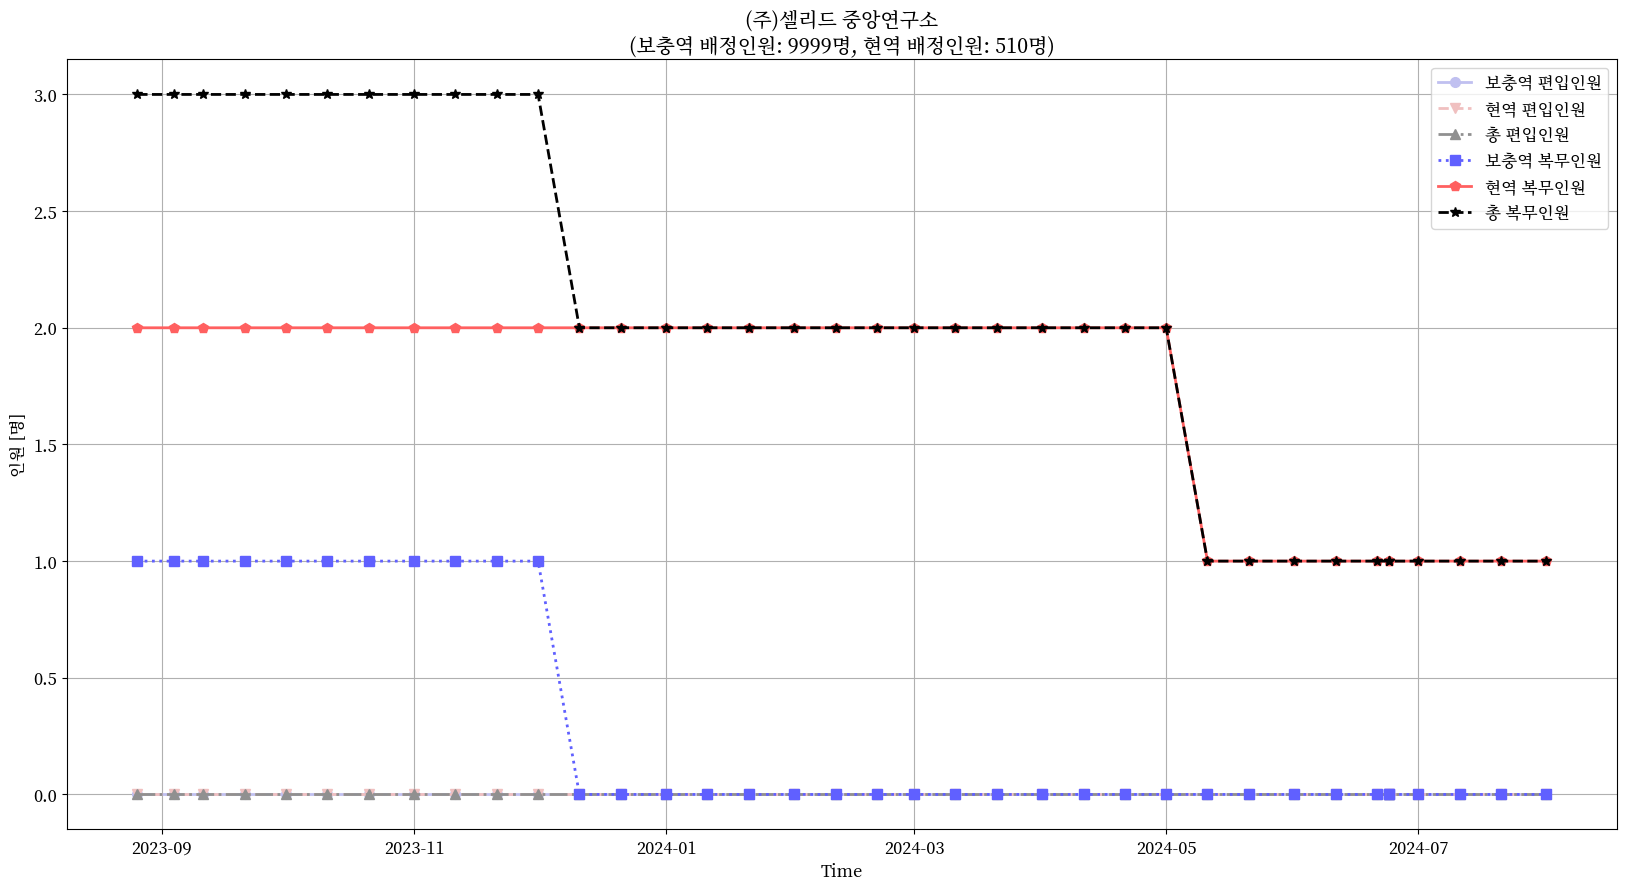 (주)셀리드 중앙연구소
(보충역 배정인원: 9999명, 현역 배정인원: 510명)
보충역 편입인원
현역 편입인원
총 편입인원
보충역 복무인원
현역 복무인원
총 복무인원
인원 [명]
3.0
2.5
2.0
1.5
1.0
0.5
0.0
2023-09
2023-11
2024-01
2024-03
2024-05
2024-07
Time